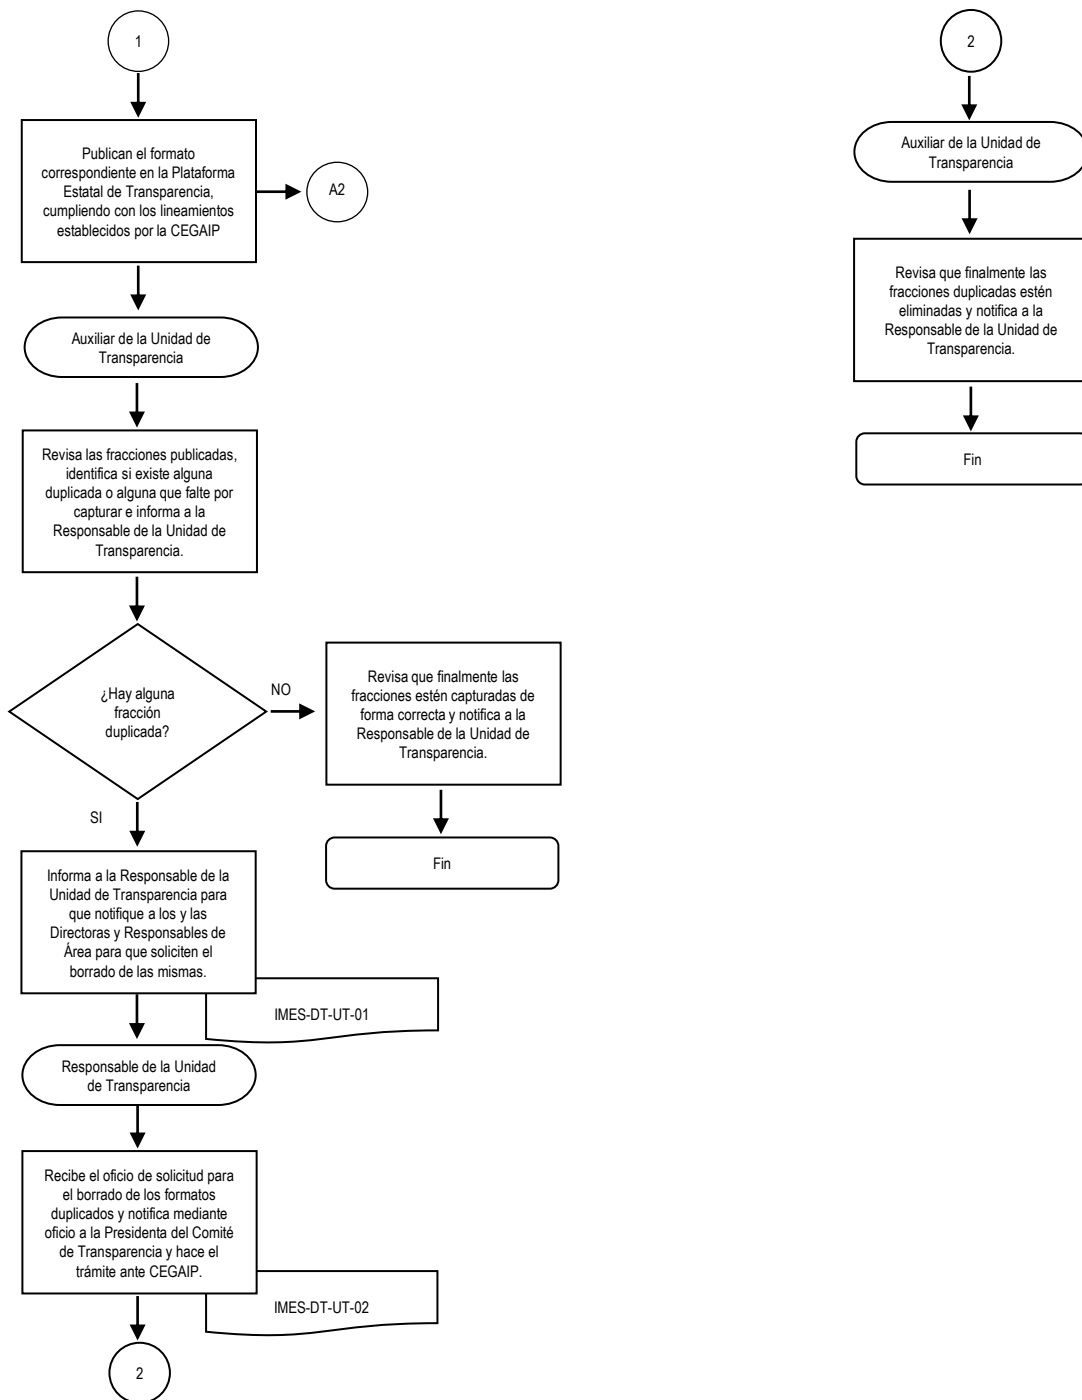 1
Publican el formato
correspondiente en la Plataforma
Estatal de Transparencia,
cumpliendo con los lineamientos
establecidos por la CEGAIP
A2
Auxiliar de la Unidad de
Transparencia
Revisa las fracciones publicadas,
identifica si existe alguna
duplicada o alguna que falte por
capturar e informa a la
Responsable de la Unidad de
Transparencia.
¿Hay alguna
fracción
duplicada?
NO
Revisa que finalmente las
fracciones estén capturadas de
forma correcta y notifica a la
Responsable de la Unidad de
Transparencia.
Fin
SI
Informa a la Responsable de la
Unidad de Transparencia para
que notifique a los y las
Directoras y Responsables de
Área para que soliciten el
borrado de las mismas.
IMES-DT-UT-01
Responsable de la Unidad
de Transparencia
Recibe el oficio de solicitud para
el borrado de los formatos
duplicados y notifica mediante
oficio a la Presidenta del Comité
de Transparencia y hace el
trámite ante CEGAIP.
IMES-DT-UT-02
2
2
Auxiliar de la Unidad de
Transparencia
Revisa que finalmente las
fracciones duplicadas estén
eliminadas y notifica a la
Responsable de la Unidad de
Transparencia.
Fin